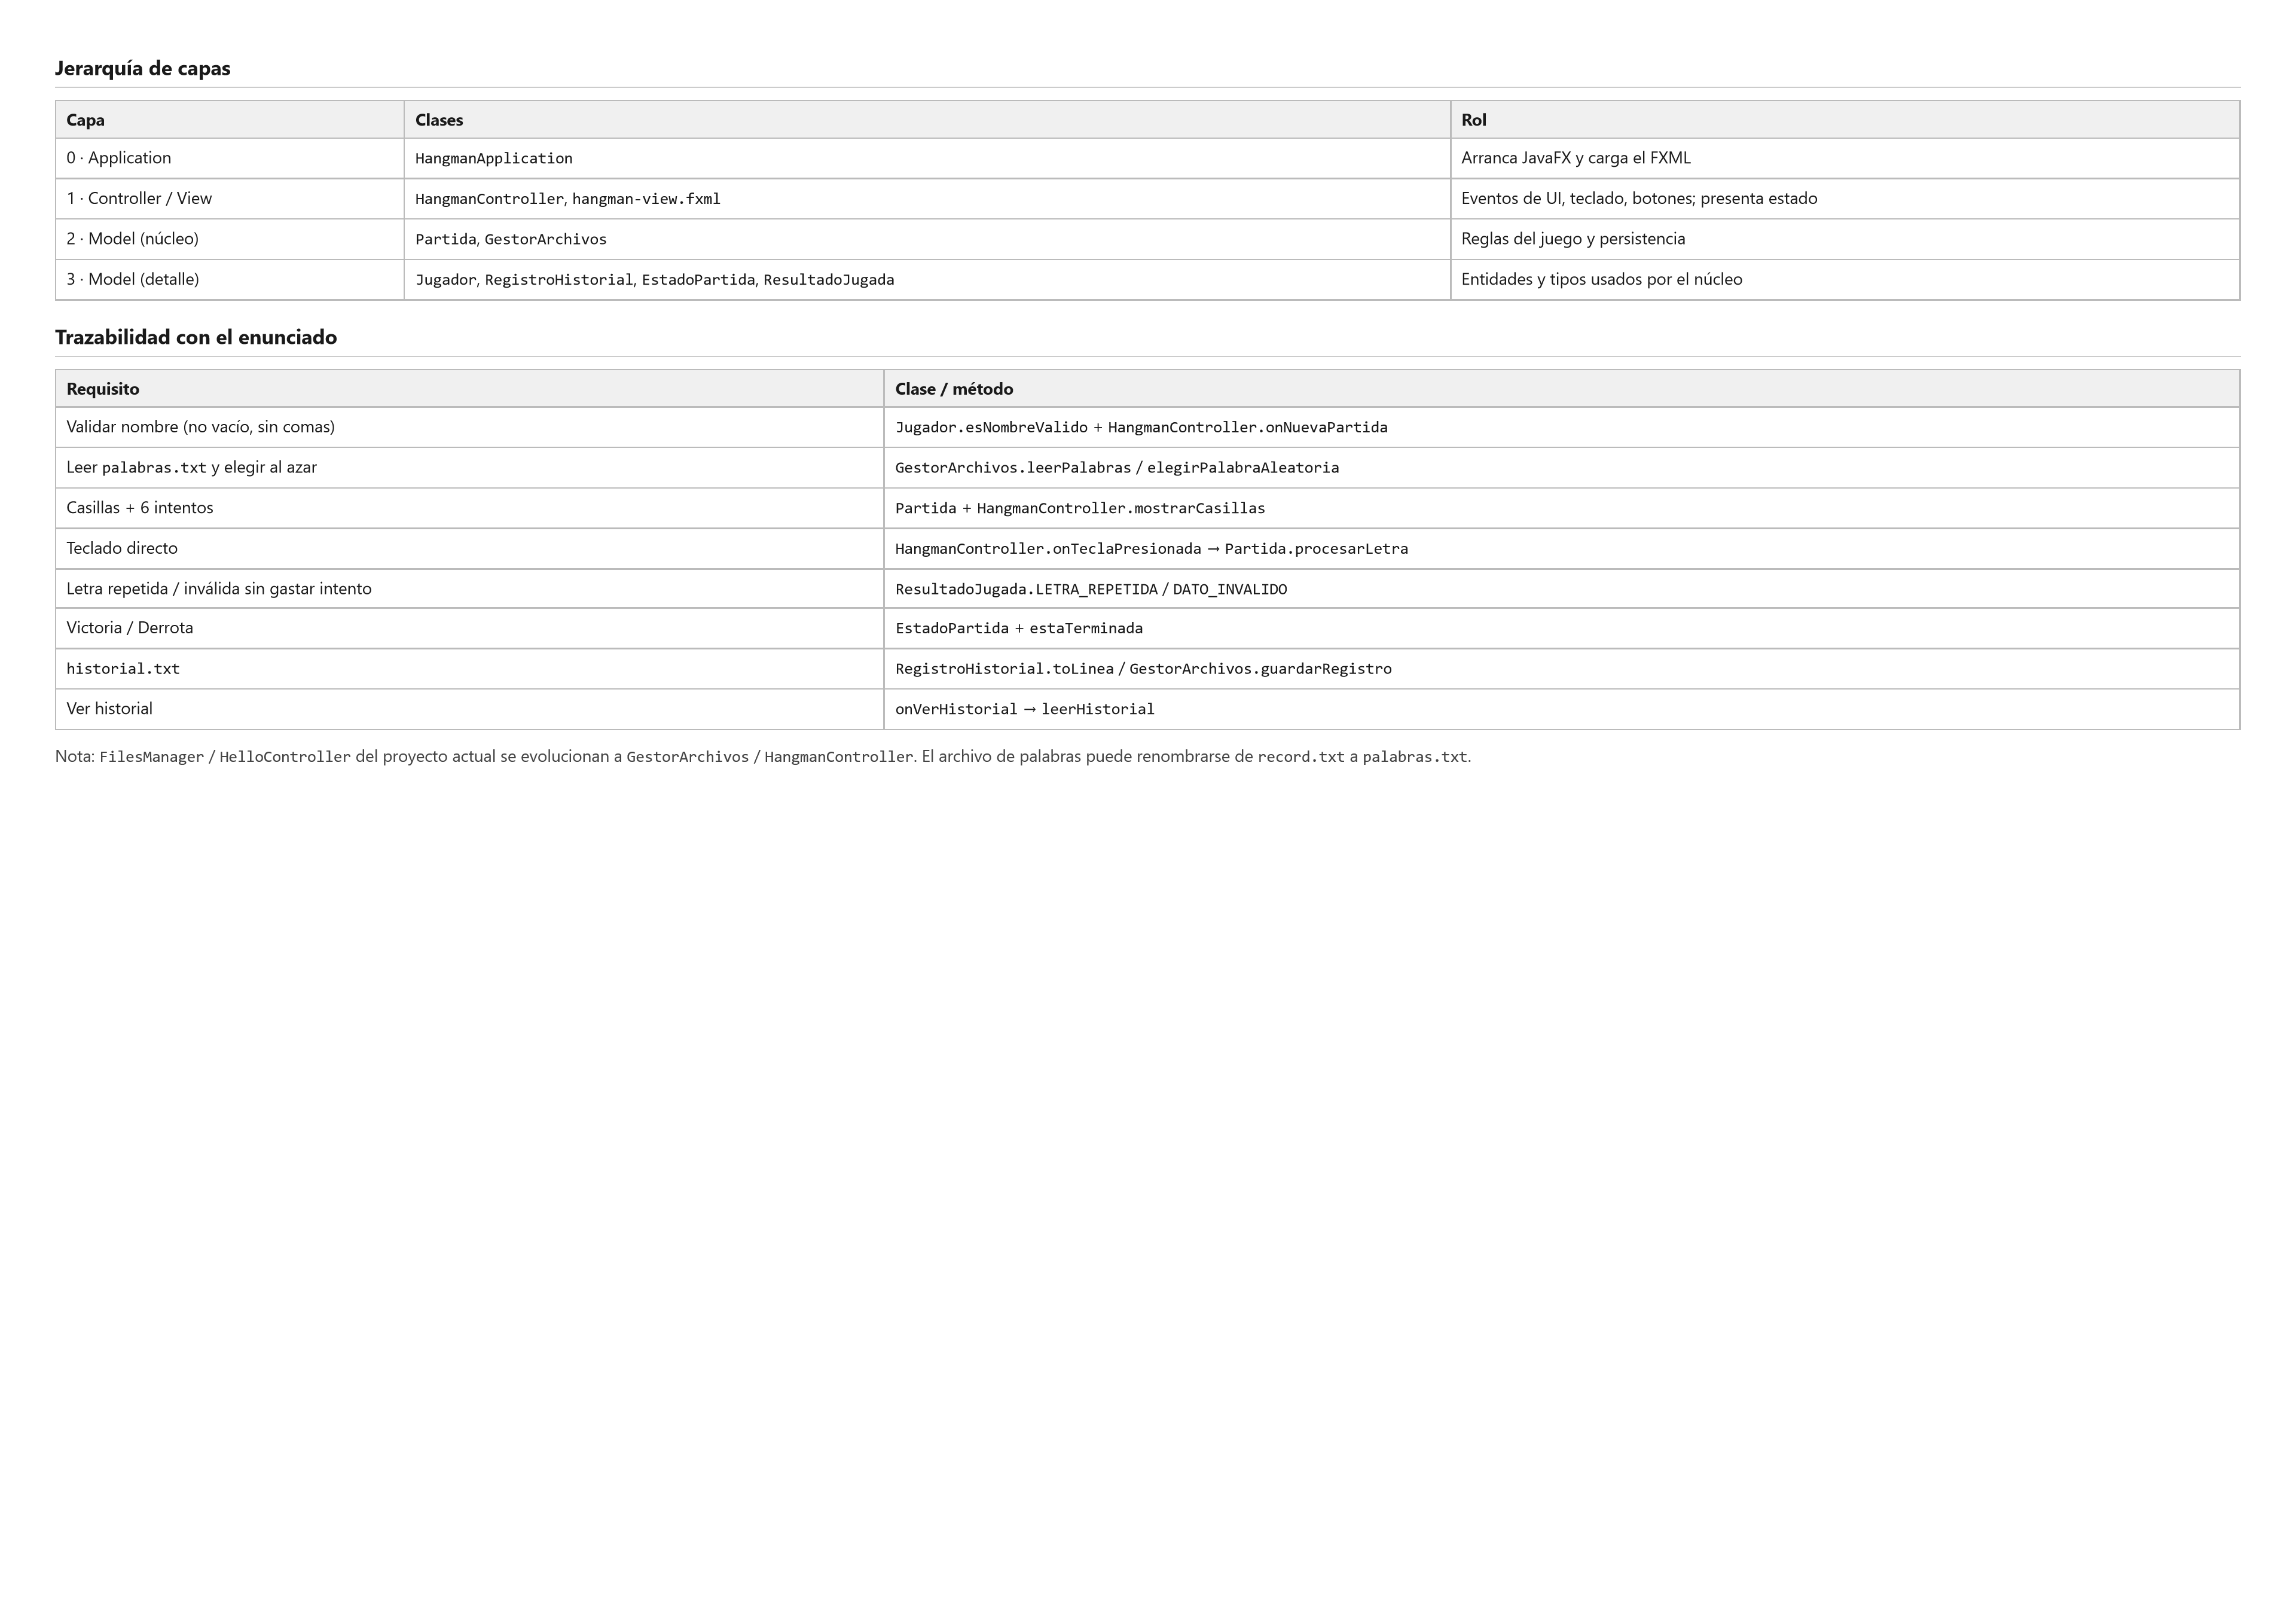 Jerarquía de capas
Capa Clases Rol
0 · Application HangmanApplication Arranca JavaFX y carga el FXML
1 · Controller / View HangmanController, hangman-view.fxml Eventos de UI, teclado, botones; presenta estado
2 · Model (núcleo) Partida, GestorArchivos Reglas del juego y persistencia
3 · Model (detalle) Jugador, RegistroHistorial, EstadoPartida, ResultadoJugada Entidades y tipos usados por el núcleo
Trazabilidad con el enunciado
Requisito Clase / método
Validar nombre (no vacío, sin comas) Jugador.esNombreValido + HangmanController.onNuevaPartida
Leer palabras.txt y elegir al azar GestorArchivos.leerPalabras / elegirPalabraAleatoria
Casillas + 6 intentos Partida + HangmanController.mostrarCasillas
Teclado directo HangmanController.onTeclaPresionada → Partida.procesarLetra
Letra repetida / inválida sin gastar intento ResultadoJugada.LETRA_REPETIDA / DATO_INVALIDO
Victoria / Derrota EstadoPartida + estaTerminada
historial.txt RegistroHistorial.toLinea / GestorArchivos.guardarRegistro
Ver historial onVerHistorial → leerHistorial
Nota: FilesManager / HelloController del proyecto actual se evolucionan a GestorArchivos / HangmanController. El archivo de palabras puede renombrarse de record.txt a palabras.txt.